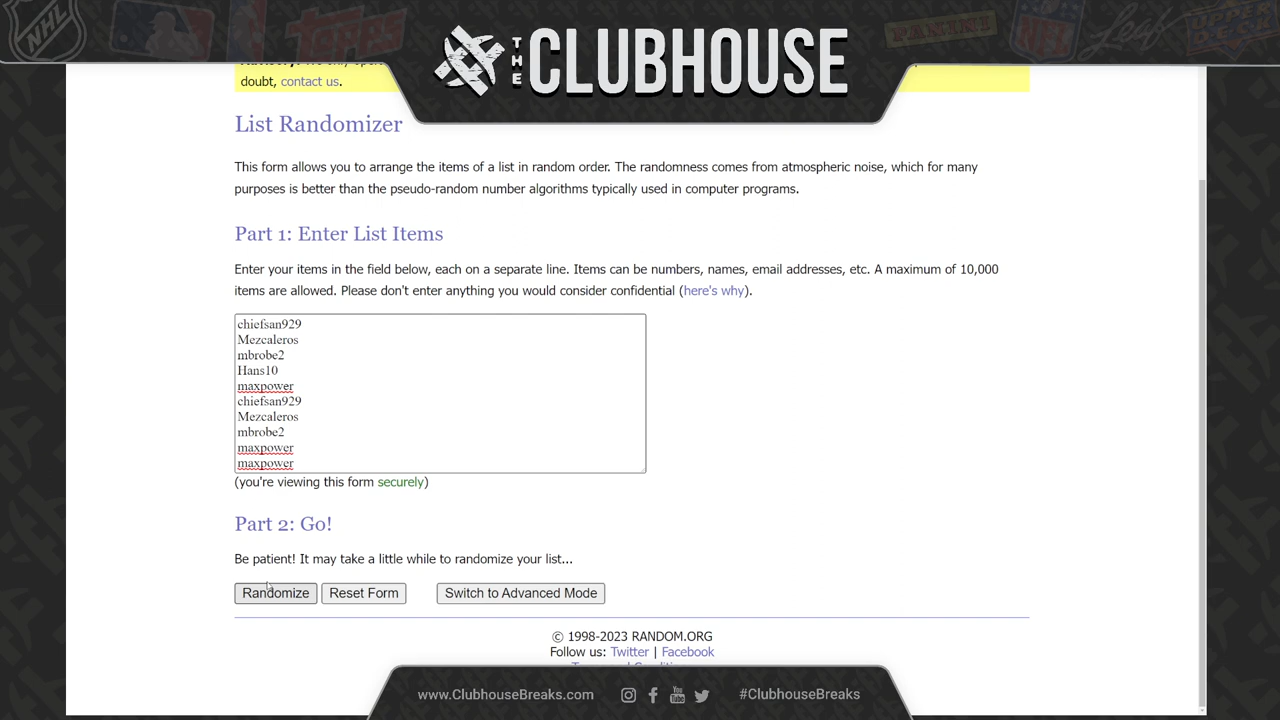 NHL
TOPPS
THE CLUBHOUSE
PANINI
NFL
Leaf
UPPER DECK
doubt, contact us.
List Randomizer
This form allows you to arrange the items of a list in random order. The randomness comes from atmospheric noise, which for many
purposes is better than the pseudo-random number algorithms typically used in computer programs.
Part 1: Enter List Items
Enter your items in the field below, each on a separate line. Items can be numbers, names, email addresses, etc. A maximum of 10,000
items are allowed. Please don't enter anything you would consider confidential (here's why).
chiefsan929
Mezcaleros
mbrobe2
Hans10
maxpower
chiefsan929
Mezcaleros
mbrobe2
maxpower
maxpower
(you're viewing this form securely)
Part 2: Go!
Be patient! It may take a little while to randomize your list...
Randomize Reset Form Switch to Advanced Mode
© 1998-2023 RANDOM.ORG
Follow us: Twitter | Facebook
www.ClubhouseBreaks.com #ClubhouseBreaks